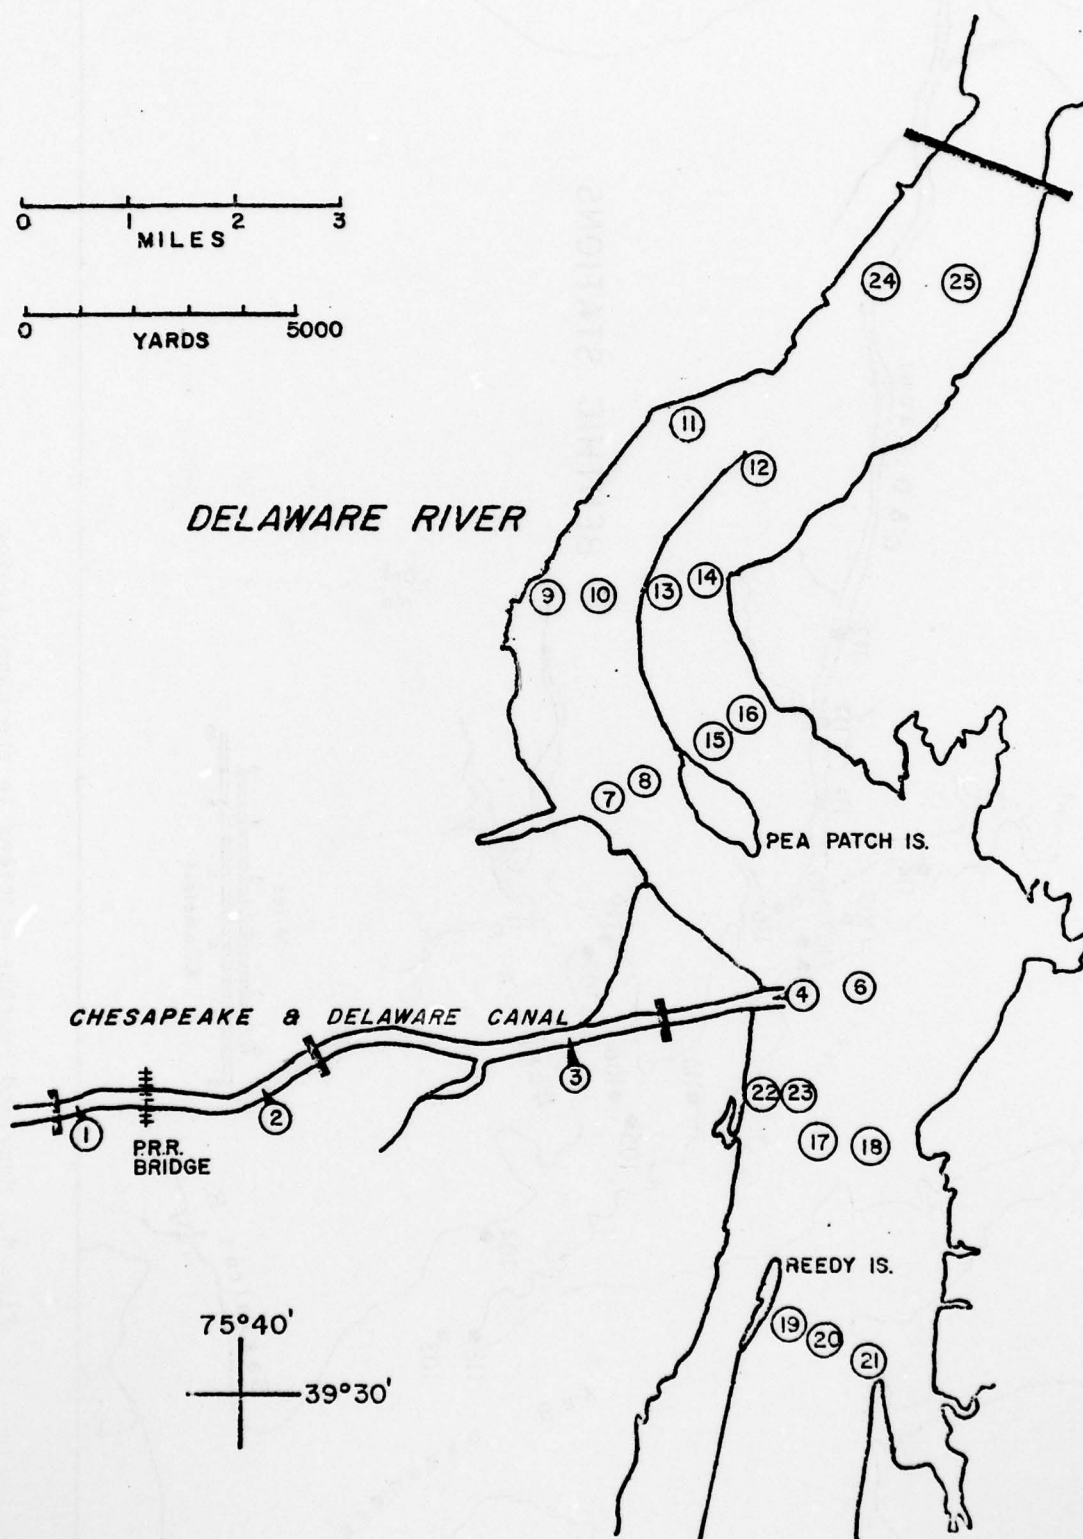 0 1 2 3
MILES
0 5000
YARDS
24 25
11
12
DELAWARE RIVER
9 10 13 14
16
15
8
7
PEA PATCH IS.
4 6
CHESAPEAKE & DELAWARE CANAL
3
22 23
2
1
17 18
P.R.R.
BRIDGE
REEDY IS.
19
20
21
75°40'
39°30'